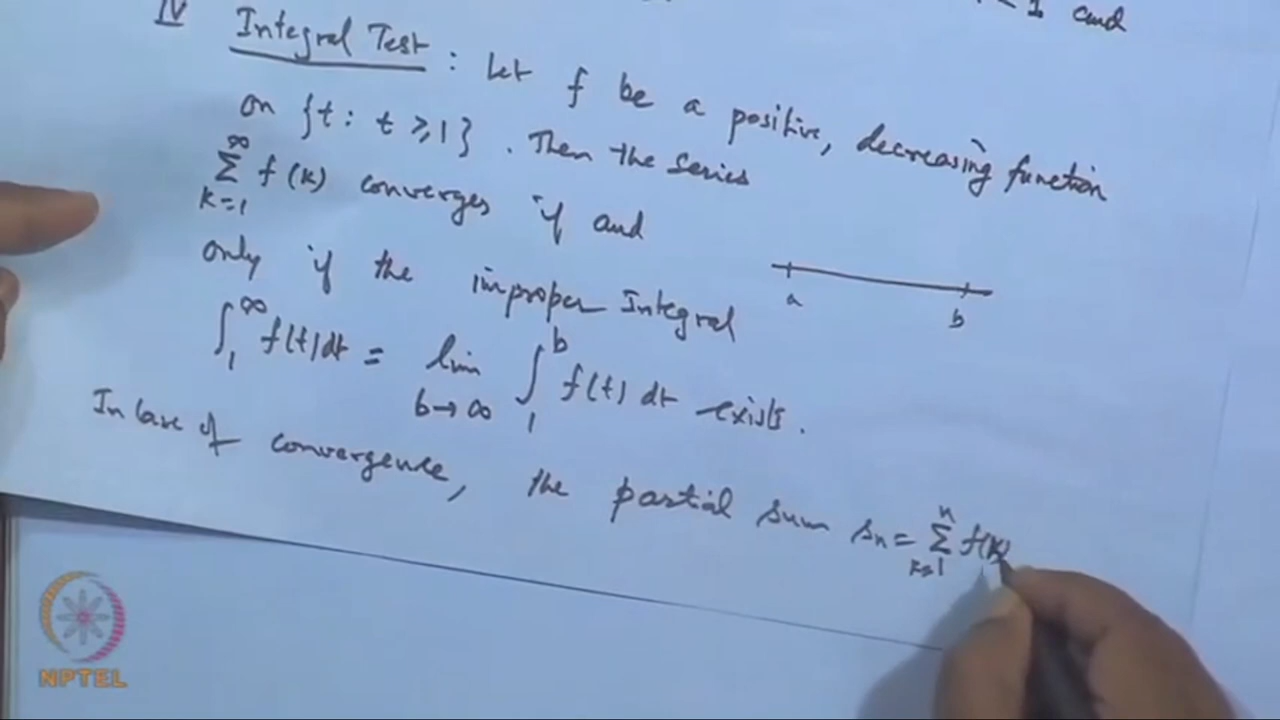 1 and
IV Integral Test : Let f be a positive, decreasing function
on {t : t ≥ 1} . Then the series
∞
∑ f(k) converges if and
k=1
only if the improper Integral
a b
∫₁^∞ f(t) dt = lim ∫₁^b f(t) dt exists.
b→∞
In case of convergence, the partial sum sn = ∑ f(k)
n
k=1
NPTEL